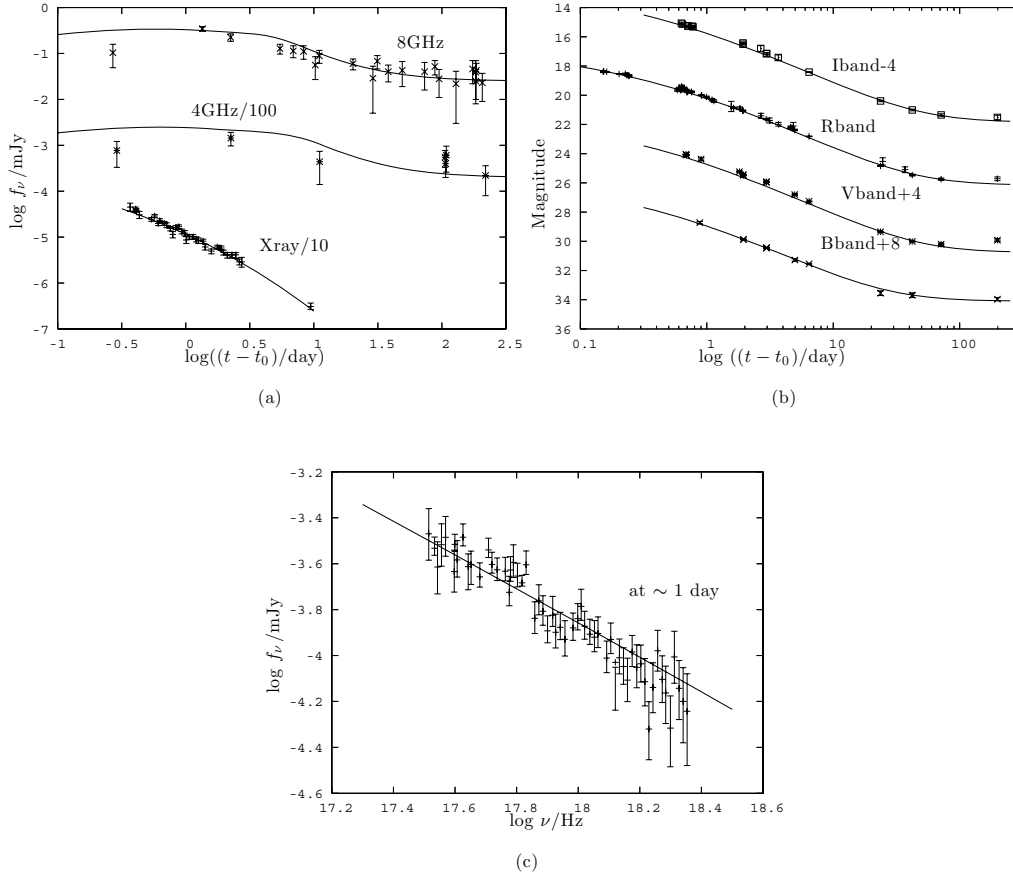 0
-1
-2
-3
-4
-5
-6
-7
-1
-0.5
0
0.5
1
1.5
2
2.5
log f_ν/mJy
log((t − t_0)/day)
8GHz
4GHz/100
Xray/10
(a)
14
16
18
20
22
24
26
28
30
32
34
36
0.1
1
10
100
Magnitude
log ((t − t_0)/day)
Iband-4
Rband
Vband+4
Bband+8
(b)
-3.2
-3.4
-3.6
-3.8
-4
-4.2
-4.4
-4.6
17.2
17.4
17.6
17.8
18
18.2
18.4
18.6
log f_ν/mJy
log ν/Hz
at ∼ 1 day
(c)